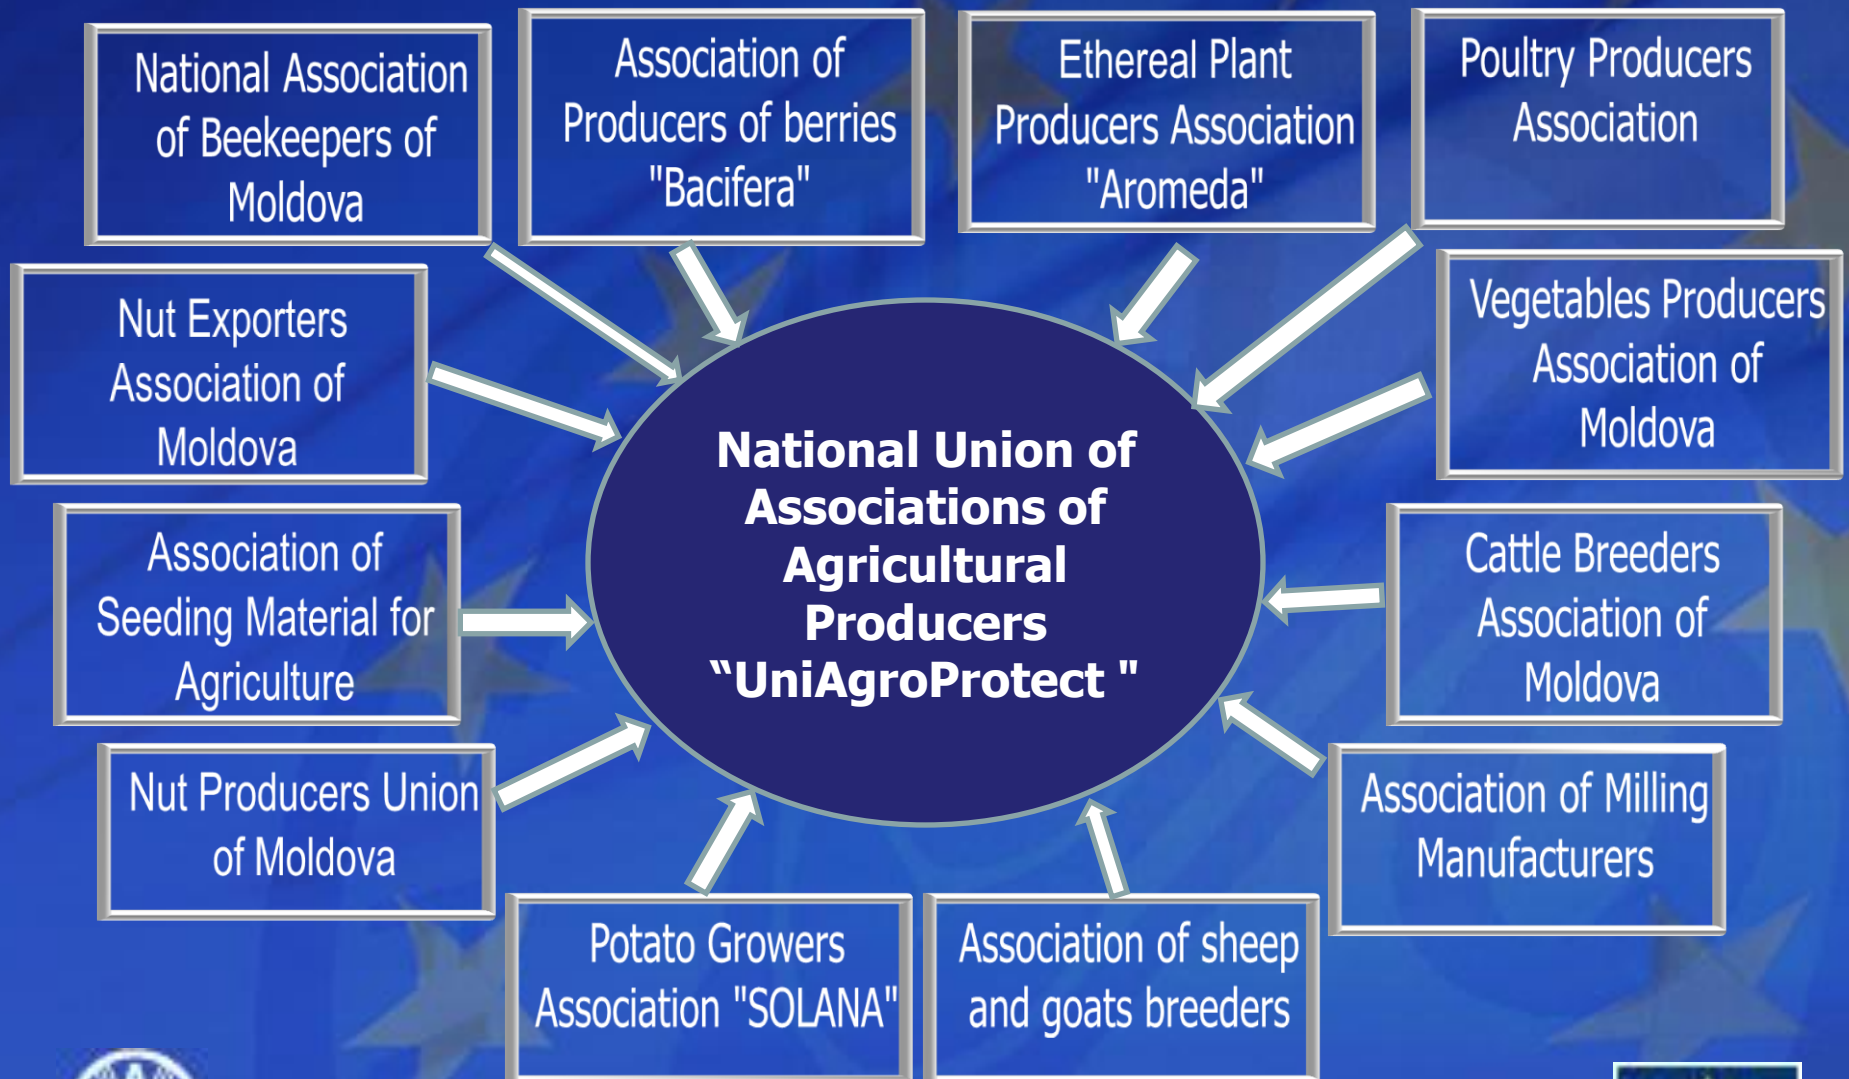 National Association
of Beekeepers of
Moldova
Association of
Producers of berries
"Bacifera"
Ethereal Plant
Producers Association
"Aromeda"
Poultry Producers
Association
Nut Exporters
Association of
Moldova
Vegetables Producers
Association of
Moldova
National Union of
Associations of
Agricultural
Producers
“UniAgroProtect "
Association of
Seeding Material for
Agriculture
Cattle Breeders
Association of
Moldova
Nut Producers Union
of Moldova
Association of Milling
Manufacturers
Potato Growers
Association "SOLANA"
Association of sheep
and goats breeders